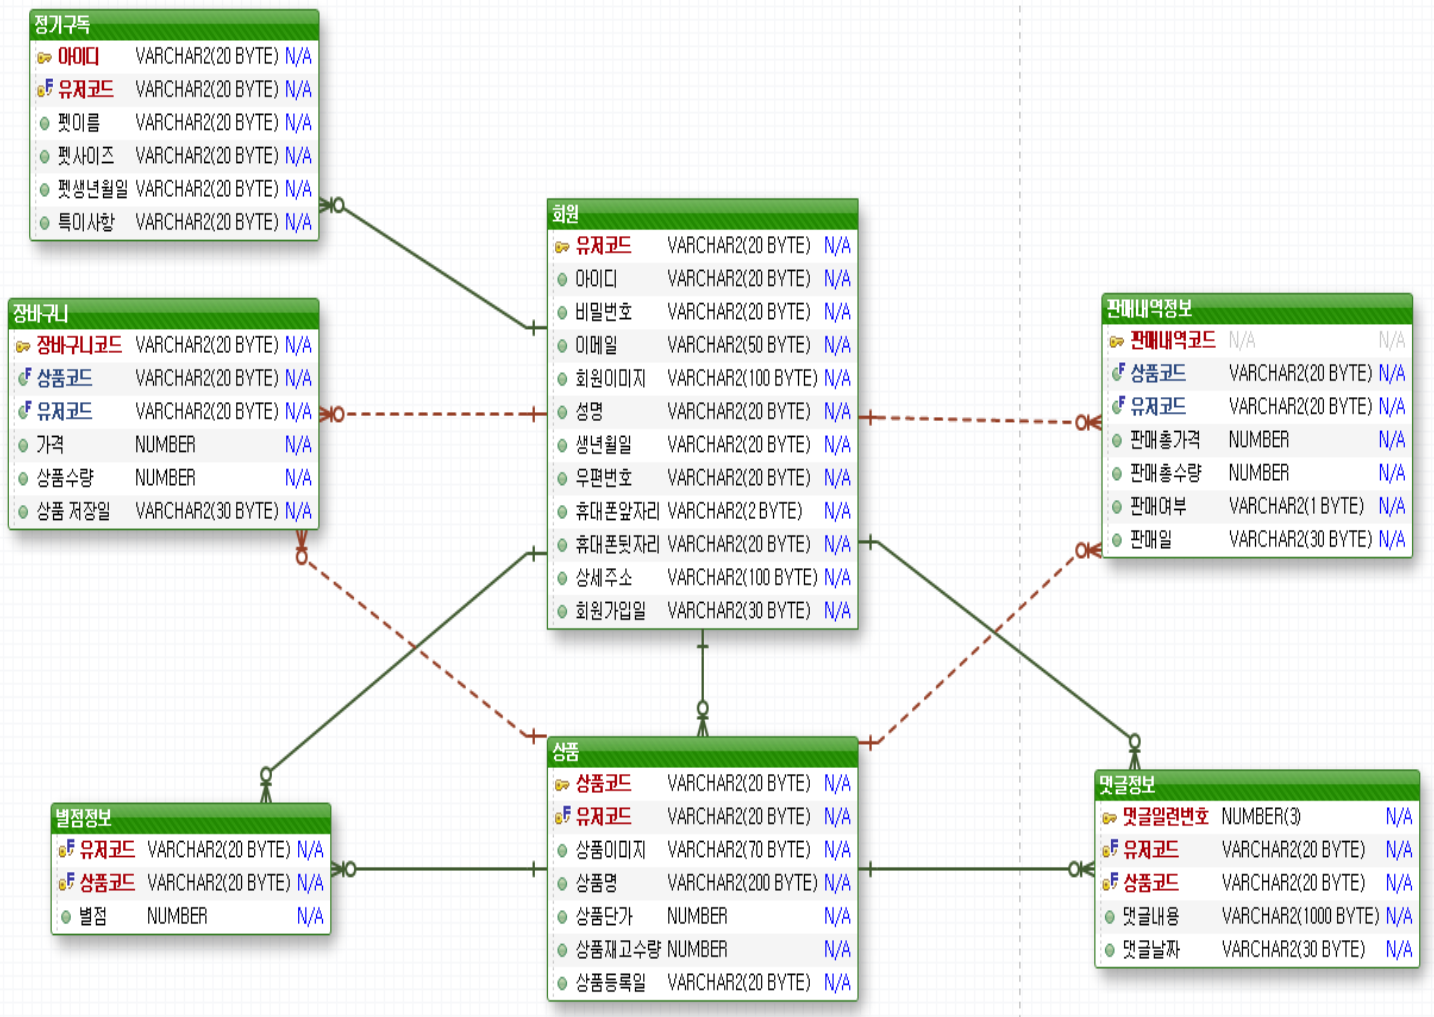 정기구독
아이디 VARCHAR2(20 BYTE) N/A
유저코드 VARCHAR2(20 BYTE) N/A
펫이름 VARCHAR2(20 BYTE) N/A
펫사이즈 VARCHAR2(20 BYTE) N/A
펫생년월일 VARCHAR2(20 BYTE) N/A
특이사항 VARCHAR2(20 BYTE) N/A
회원
유저코드 VARCHAR2(20 BYTE) N/A
아이디 VARCHAR2(20 BYTE) N/A
비밀번호 VARCHAR2(20 BYTE) N/A
이메일 VARCHAR2(50 BYTE) N/A
회원이미지 VARCHAR2(100 BYTE) N/A
성명 VARCHAR2(20 BYTE) N/A
생년월일 VARCHAR2(20 BYTE) N/A
우편번호 VARCHAR2(20 BYTE) N/A
휴대폰앞자리 VARCHAR2(2 BYTE) N/A
휴대폰뒷자리 VARCHAR2(20 BYTE) N/A
상세주소 VARCHAR2(100 BYTE) N/A
회원가입일 VARCHAR2(30 BYTE) N/A
장바구니
장바구니코드 VARCHAR2(20 BYTE) N/A
상품코드 VARCHAR2(20 BYTE) N/A
유저코드 VARCHAR2(20 BYTE) N/A
가격 NUMBER N/A
상품수량 NUMBER N/A
상품 저장일 VARCHAR2(30 BYTE) N/A
판매내역정보
판매내역코드 N/A N/A
상품코드 VARCHAR2(20 BYTE) N/A
유저코드 VARCHAR2(20 BYTE) N/A
판매총가격 NUMBER N/A
판매총수량 NUMBER N/A
판매여부 VARCHAR2(1 BYTE) N/A
판매일 VARCHAR2(30 BYTE) N/A
별점정보
유저코드 VARCHAR2(20 BYTE) N/A
상품코드 VARCHAR2(20 BYTE) N/A
별점 NUMBER N/A
상품
상품코드 VARCHAR2(20 BYTE) N/A
유저코드 VARCHAR2(20 BYTE) N/A
상품이미지 VARCHAR2(70 BYTE) N/A
상품명 VARCHAR2(200 BYTE) N/A
상품단가 NUMBER N/A
상품재고수량 NUMBER N/A
상품등록일 VARCHAR2(20 BYTE) N/A
댓글정보
댓글일련번호 NUMBER(3) N/A
유저코드 VARCHAR2(20 BYTE) N/A
상품코드 VARCHAR2(20 BYTE) N/A
댓글내용 VARCHAR2(1000 BYTE) N/A
댓글날짜 VARCHAR2(30 BYTE) N/A